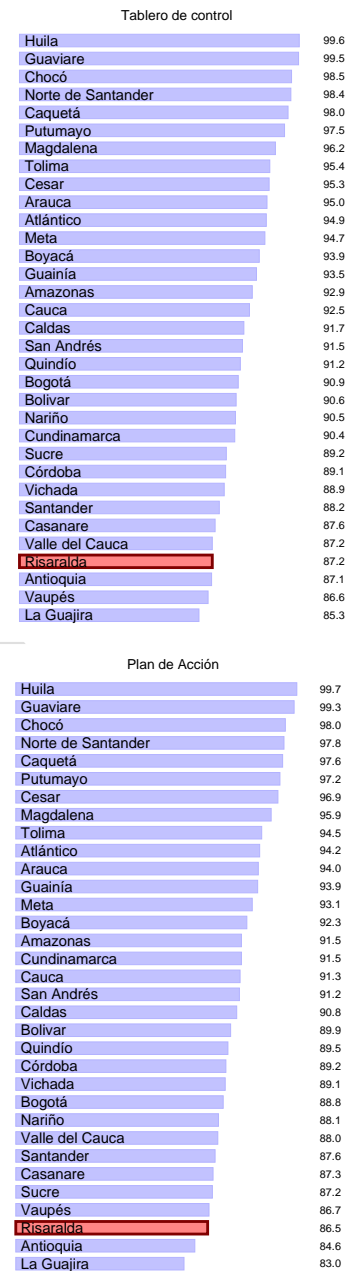 Tablero de control
Huila 99.6
Guaviare 99.5
Chocó 98.5
Norte de Santander 98.4
Caquetá 98.0
Putumayo 97.5
Magdalena 96.2
Tolima 95.4
Cesar 95.3
Arauca 95.0
Atlántico 94.9
Meta 94.7
Boyacá 93.9
Guainía 93.5
Amazonas 92.9
Cauca 92.5
Caldas 91.7
San Andrés 91.5
Quindío 91.2
Bogotá 90.9
Bolivar 90.6
Nariño 90.5
Cundinamarca 90.4
Sucre 89.2
Córdoba 89.1
Vichada 88.9
Santander 88.2
Casanare 87.6
Valle del Cauca 87.2
Risaralda 87.2
Antioquia 87.1
Vaupés 86.6
La Guajira 85.3
Plan de Acción
Huila 99.7
Guaviare 99.3
Chocó 98.0
Norte de Santander 97.8
Caquetá 97.6
Putumayo 97.2
Cesar 96.9
Magdalena 95.9
Tolima 94.5
Atlántico 94.2
Arauca 94.0
Guainía 93.9
Meta 93.1
Boyacá 92.3
Amazonas 91.5
Cundinamarca 91.5
Cauca 91.3
San Andrés 91.2
Caldas 90.8
Bolivar 89.9
Quindío 89.5
Córdoba 89.2
Vichada 89.1
Bogotá 88.8
Nariño 88.1
Valle del Cauca 88.0
Santander 87.6
Casanare 87.3
Sucre 87.2
Vaupés 86.7
Risaralda 86.5
Antioquia 84.6
La Guajira 83.0